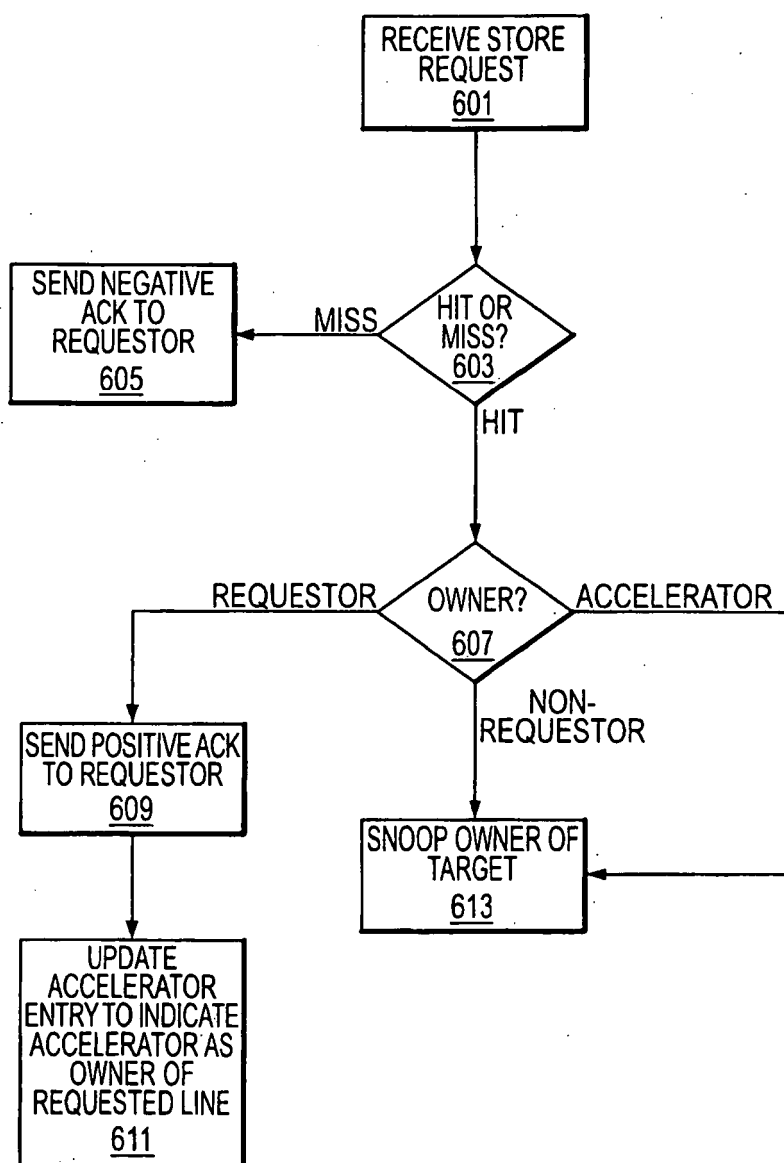 RECEIVE STORE
REQUEST
601
SEND NEGATIVE
ACK TO
REQUESTOR
605
MISS
HIT OR
MISS?
603
HIT
REQUESTOR
OWNER?
607
ACCELERATOR
NON-
REQUESTOR
SEND POSITIVE ACK
TO REQUESTOR
609
SNOOP OWNER OF
TARGET
613
UPDATE
ACCELERATOR
ENTRY TO INDICATE
ACCELERATOR AS
OWNER OF
REQUESTED LINE
611